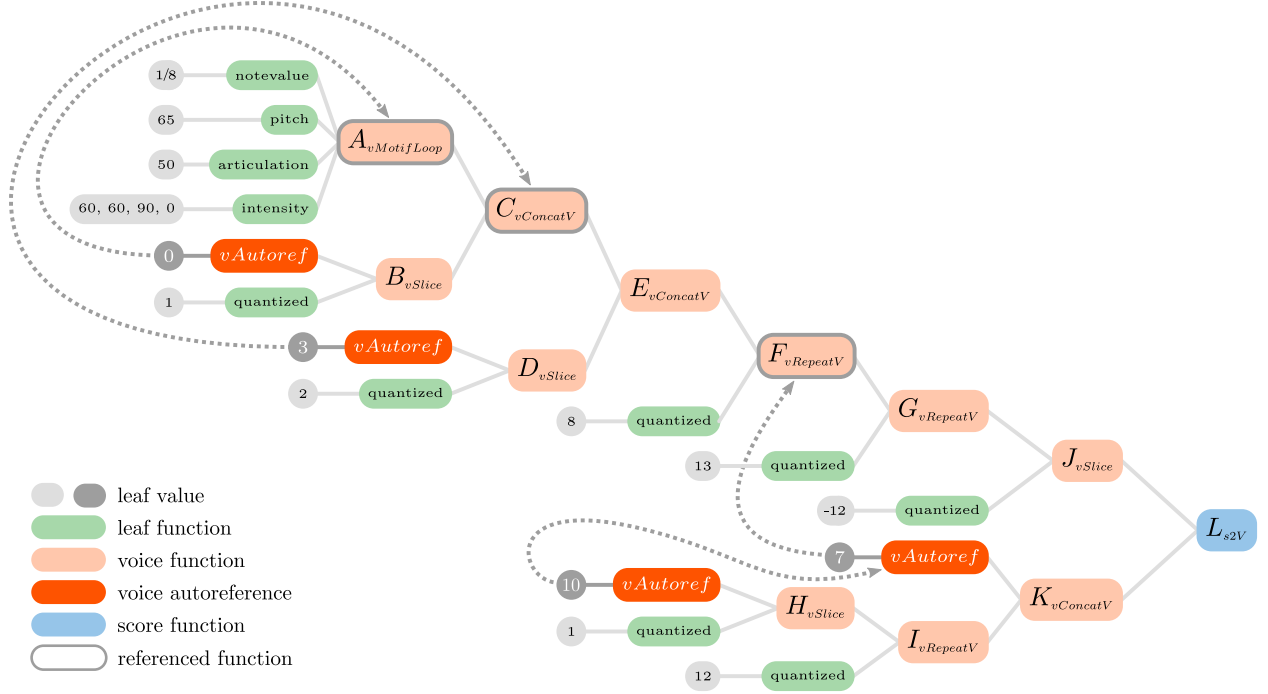 1/8 notevalue
65 pitch
A vMotifLoop
50 articulation
60, 60, 90, 0 intensity
C vConcatV
0 vAutoref
B vSlice
1 quantized
E vConcatV
3 vAutoref
F vRepeatV
D vSlice
2 quantized
G vRepeatV
8 quantized
J vSlice
13 quantized
-12 quantized
L s2V
7 vAutoref
10 vAutoref
K vConcatV
H vSlice
1 quantized
I vRepeatV
12 quantized
leaf value
leaf function
voice function
voice autoreference
score function
referenced function